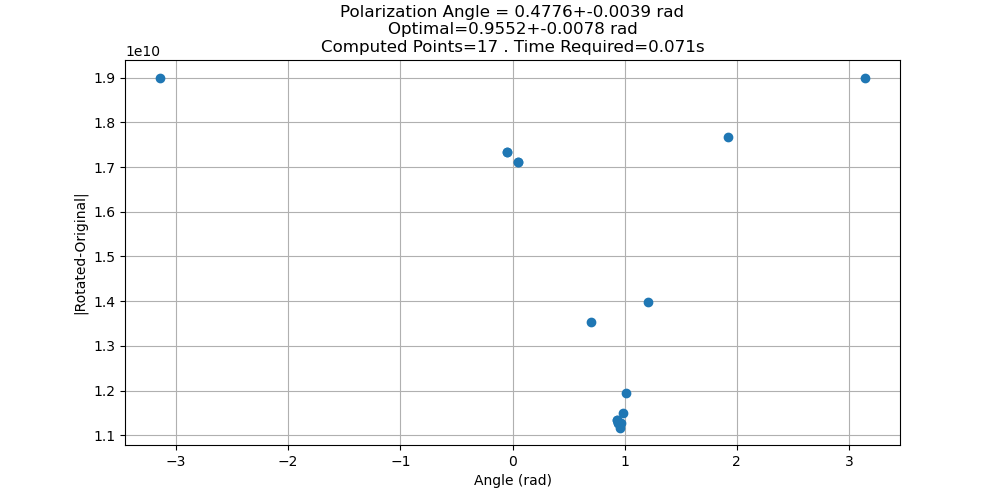 Polarization Angle = 0.4776+-0.0039 rad
Optimal=0.9552+-0.0078 rad
Computed Points=17 . Time Required=0.071s
1e10
1.9
1.8
1.7
1.6
1.5
1.4
1.3
1.2
1.1
|Rotated-Original|
−3 −2 −1 0 1 2 3
Angle (rad)